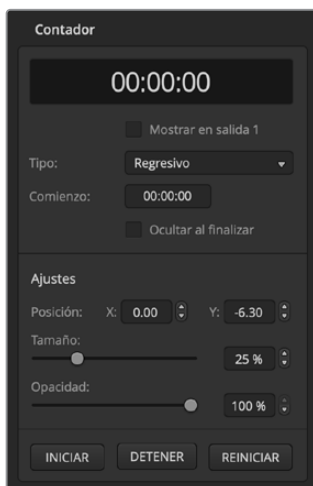 Contador
00:00:00
Mostrar en salida 1
Tipo: Regresivo
Comienzo: 00:00:00
Ocultar al finalizar
Ajustes
Posición: X: 0.00 Y: -6.30
Tamaño:
25 %
Opacidad:
100 %
INICIAR DETENER REINICIAR